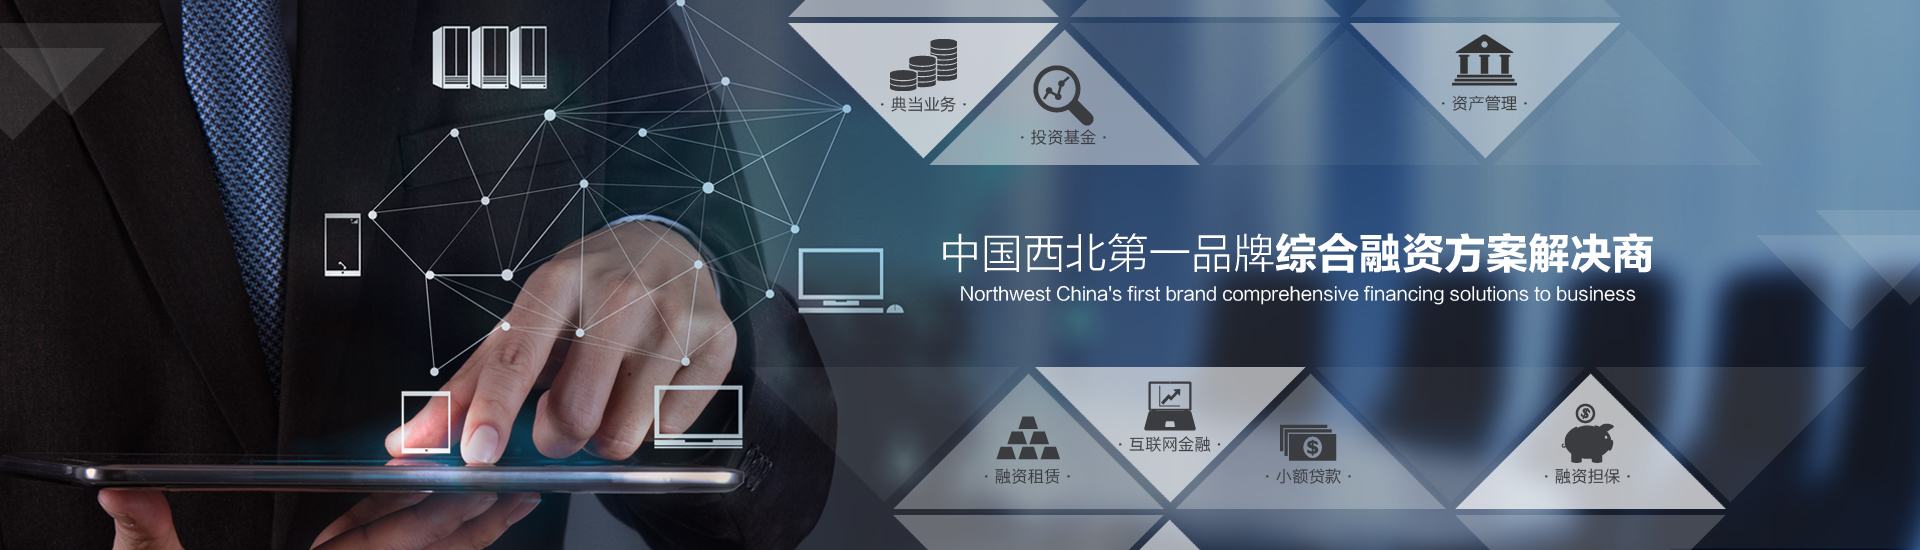 · 典当业务 ·
· 投资基金 ·
· 资产管理 ·
中国西北第一品牌综合融资方案解决商
Northwest China's first brand comprehensive financing solutions to business
· 融资租赁 ·
· 互联网金融 ·
· 小额贷款 ·
· 融资担保 ·